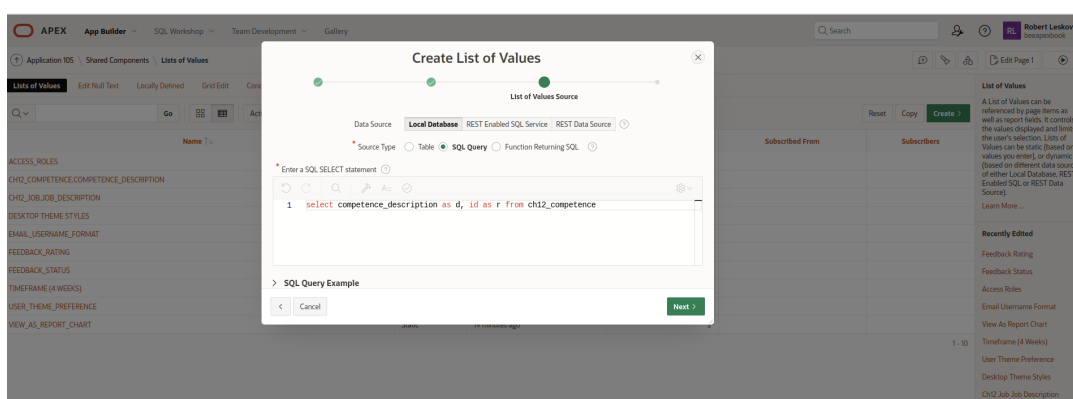 APEX App Builder SQL Workshop Team Development Gallery Search RL Robert Leskov
beapexbook
Application 105 \ Shared Components \ Lists of Values Edit Page 1
Create List of Values
List of Values Source
Lists of Values Edit Null Text Locally Defined Grid Edit
Go Reset Copy Create >
Name Subscribed From Subscribers
ACCESS_ROLES
CH12_COMPETENCE.COMPETENCE_DESCRIPTION
CH12_JOB.JOB_DESCRIPTION
DESKTOP THEME STYLES
EMAIL_USERNAME_FORMAT
FEEDBACK_RATING
FEEDBACK_STATUS
TIMEFRAME (4 WEEKS)
USER_THEME_PREFERENCE
VIEW_AS_REPORT_CHART Static 14 minutes ago
1 - 10
Data Source Local Database REST Enabled SQL Service REST Data Source
* Source Type Table SQL Query Function Returning SQL
* Enter a SQL SELECT statement
1 select competence_description as d, id as r from ch12_competence
> SQL Query Example
< Cancel Next >
List of Values
A List of Values can be
referenced by page items as
well as report fields. It controls
the values displayed and limits
the user's selection. Lists of
Values can be static (based on
values you enter), or dynamic
(based on different data sourc
of either Local Database, REST
Enabled SQL or REST Data
Source).
Learn More...
Recently Edited
Feedback Rating
Feedback Status
Access Roles
Email Username Format
View As Report Chart
Timeframe (4 Weeks)
User Theme Preference
Desktop Theme Styles
Ch12 Job Job Description